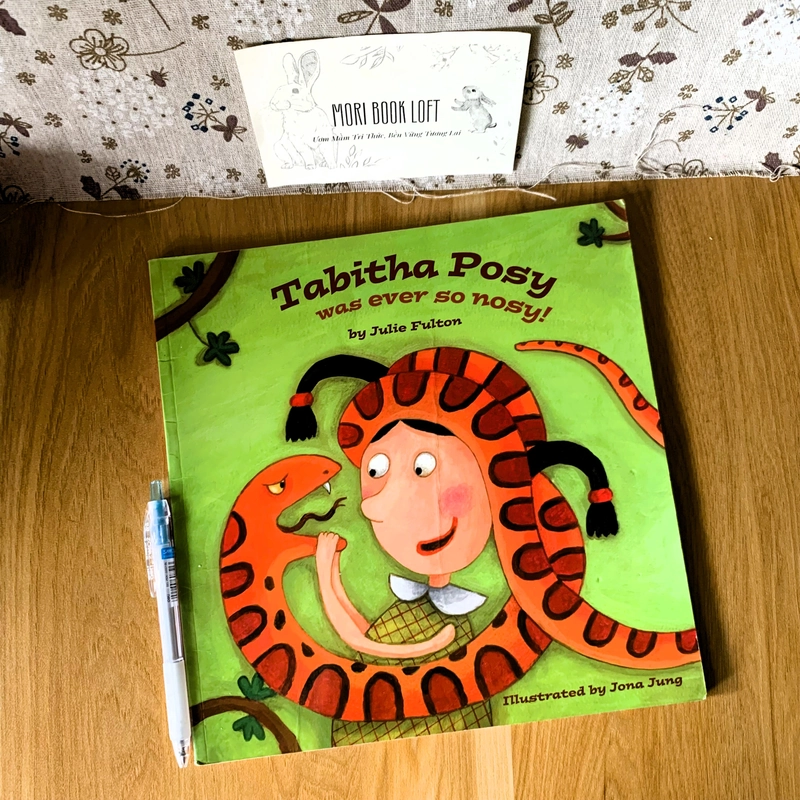 MORI BOOK LOFT
Ươm Mầm Tri Thức, Bền Vững Tương Lai
Tabitha Posy
was ever so nosy!
by Julie Fulton
Illustrated by Jona Jung